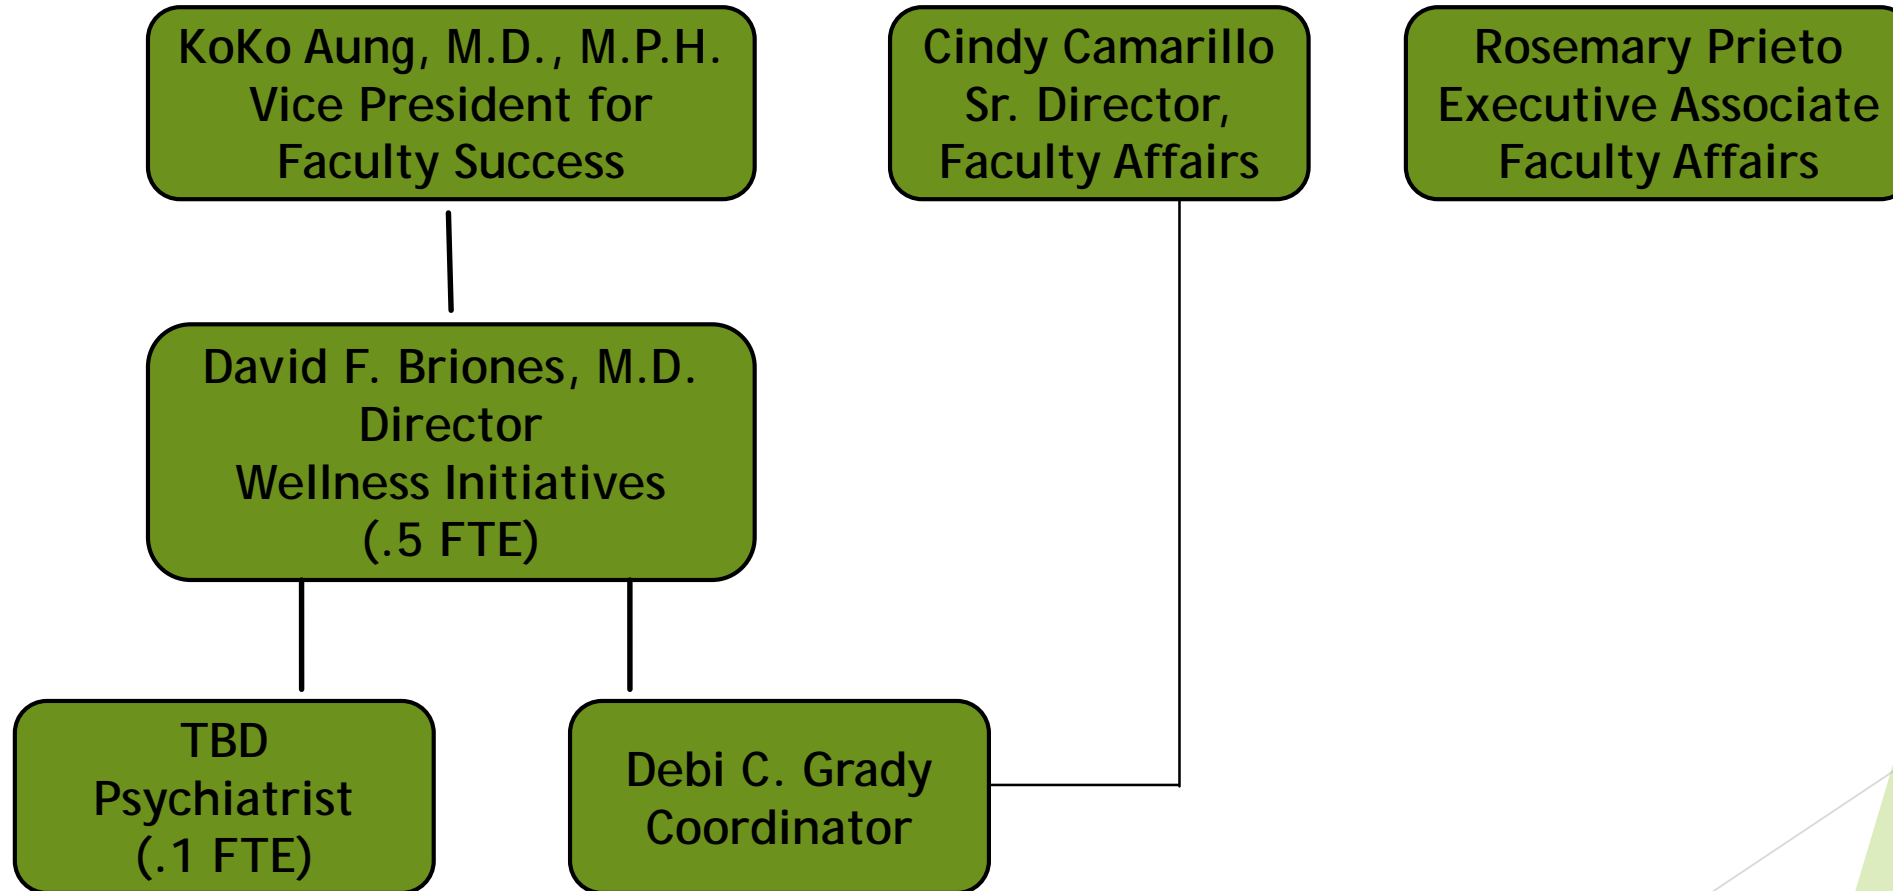 KoKo Aung, M.D., M.P.H.
Vice President for
Faculty Success
Cindy Camarillo
Sr. Director,
Faculty Affairs
Rosemary Prieto
Executive Associate
Faculty Affairs
David F. Briones, M.D.
Director
Wellness Initiatives
(.5 FTE)
TBD
Psychiatrist
(.1 FTE)
Debi C. Grady
Coordinator